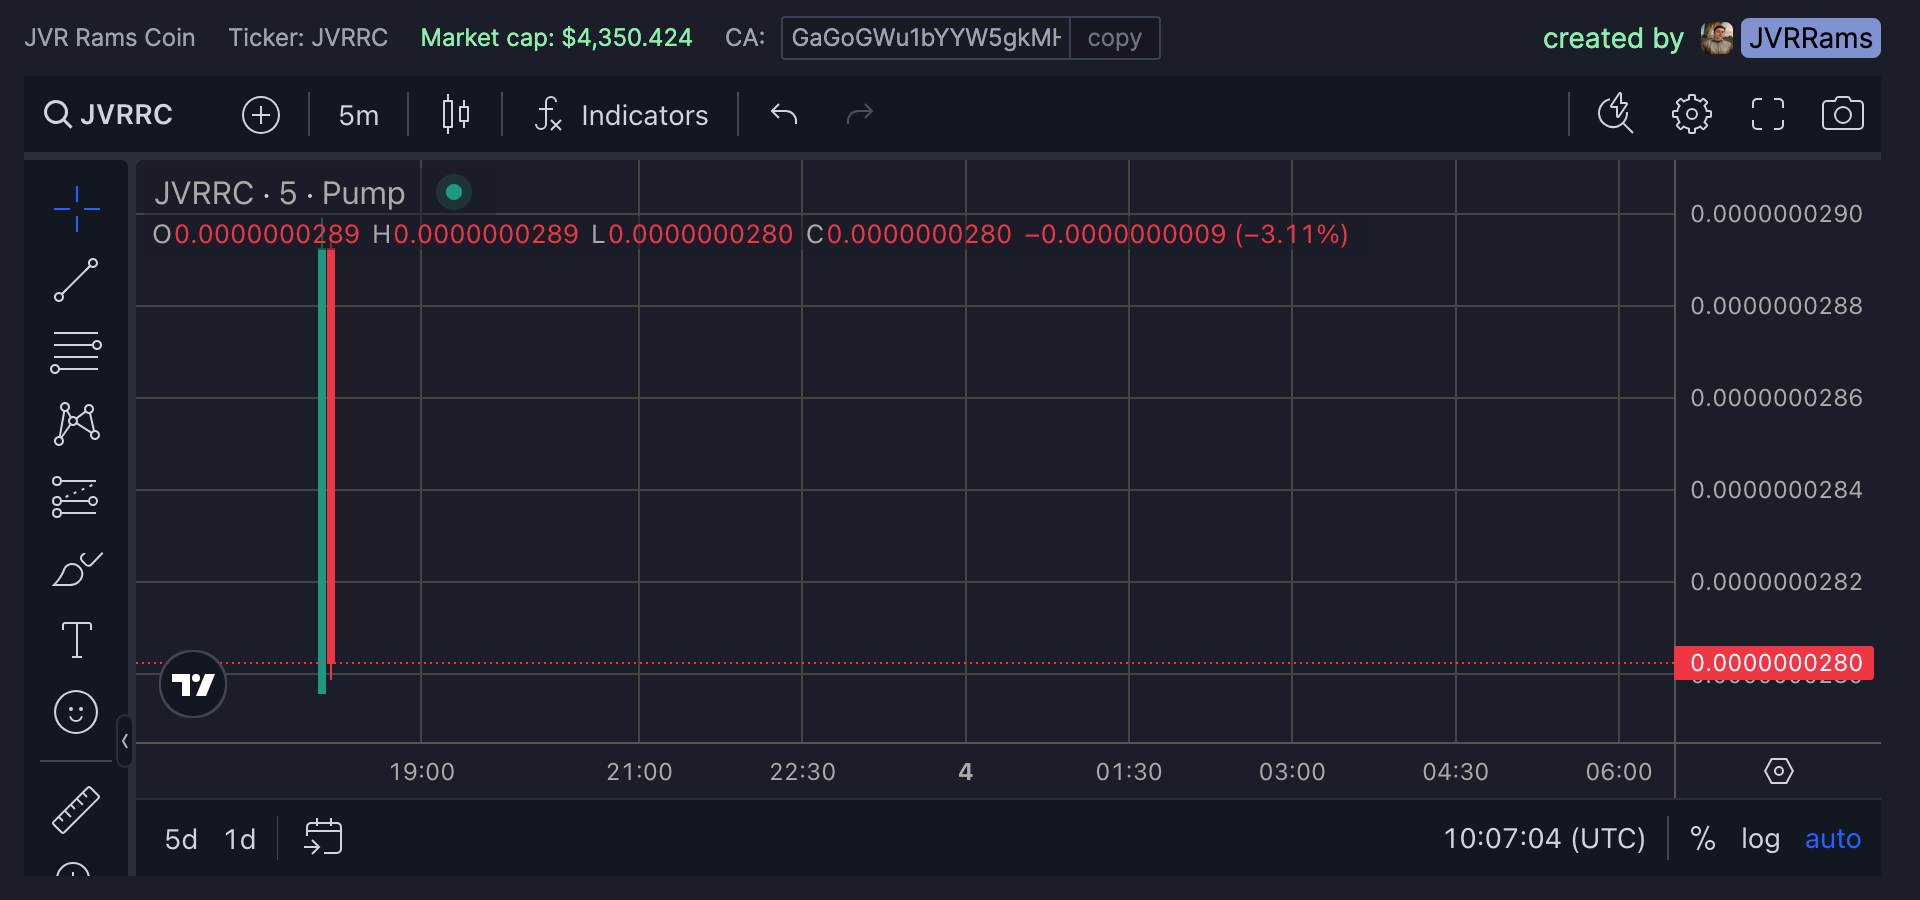 JVR Rams Coin Ticker: JVRRC Market cap: $4,350.424 CA: GaGoGWu1bYYW5gkMH copy created by JVRRams
JVRRC 5m Indicators
JVRRC · 5 · Pump
O0.0000000289 H0.0000000289 L0.0000000280 C0.0000000280 −0.0000000009 (−3.11%)
0.0000000290
0.0000000288
0.0000000286
0.0000000284
0.0000000282
0.0000000280
19:00 21:00 22:30 4 01:30 03:00 04:30 06:00
5d 1d 10:07:04 (UTC) % log auto